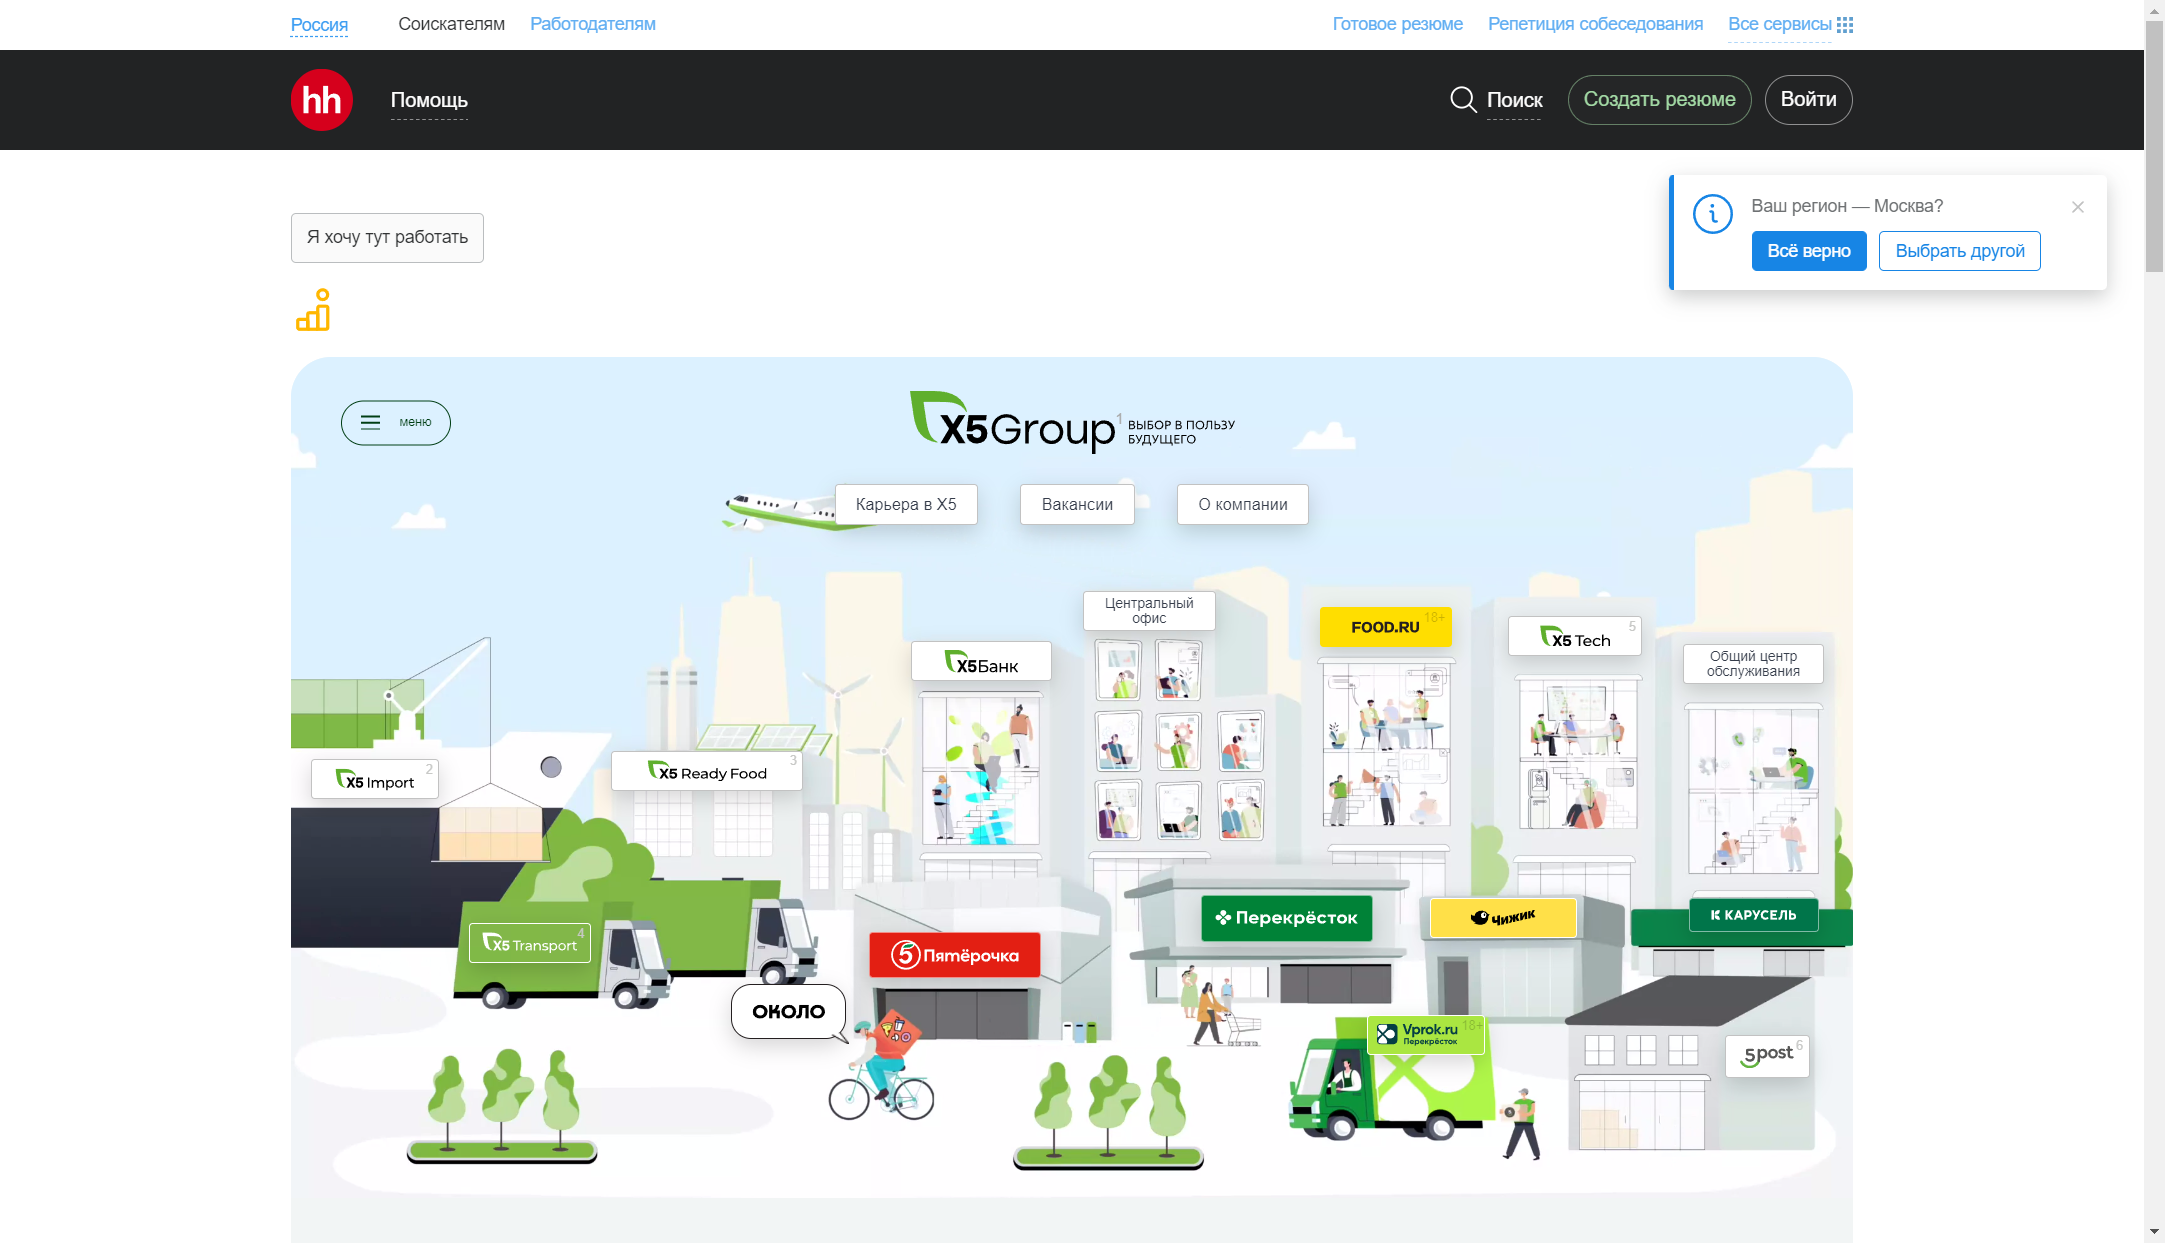 Россия
Соискателям
Работодателям
Готовое резюме
Репетиция собеседования
Все сервисы
hh
Помощь
Поиск
Создать резюме
Войти
Ваш регион — Москва?
Всё верно
Выбрать другой
Я хочу тут работать
меню
X5Group1
ВЫБОР В ПОЛЬЗУ
БУДУЩЕГО
Карьера в X5
Вакансии
О компании
Центральный
офис
FOOD.RU 18+
X5 Tech 5
X5Банк
Общий центр
обслуживания
X5 Import 2
X5 Ready Food 3
Перекрёсток
Чижик
КАРУСЕЛЬ
X5 Transport 4
5 Пятёрочка
ОКОЛО
Vprok.ru 18+
Перекрёсток
5post 6